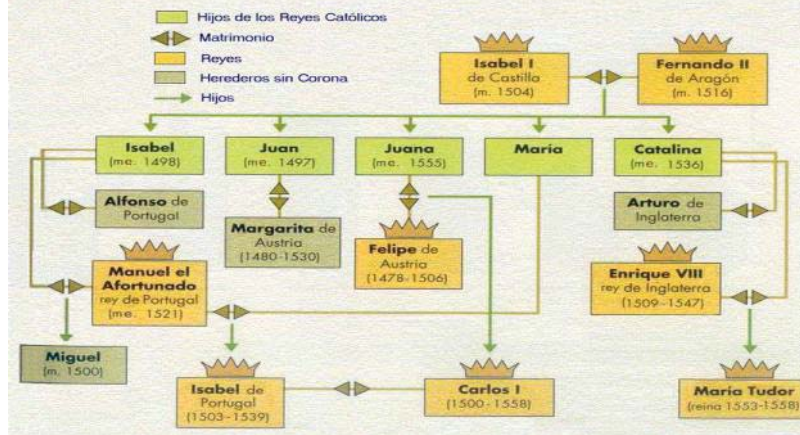 Hijos de los Reyes Católicos
Matrimonio
Reyes
Herederos sin Corona
Hijos
Isabel I
de Castilla
(m. 1504)
Fernando II
de Aragón
(m. 1516)
Isabel
(me. 1498)
Juan
(me. 1497)
Juana
(me. 1555)
María
Catalina
(me. 1536)
Alfonso de
Portugal
Margarita de
Austria
(1480-1530)
Felipe de
Austria
(1478-1506)
Arturo de
Inglaterra
Manuel el
Afortunado
rey de Portugal
(me. 1521)
Enrique VIII
rey de Inglaterra
(1509-1547)
Miguel
(m. 1500)
Isabel de
Portugal
(1503-1539)
Carlos I
(1500-1558)
María Tudor
(reina 1553-1558)